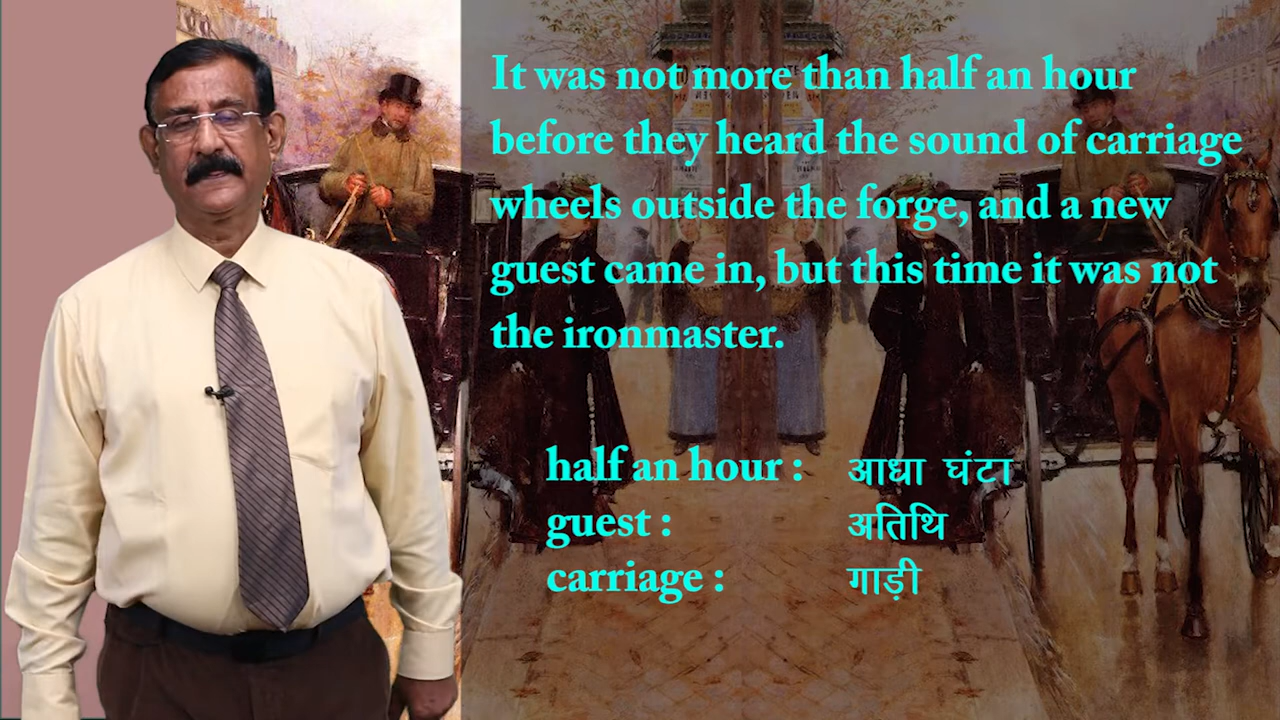 It was not more than half an hour
before they heard the sound of carriage
wheels outside the forge, and a new
guest came in, but this time it was not
the ironmaster.
half an hour : आधा घंटा
guest : अतिथि
carriage : गाड़ी